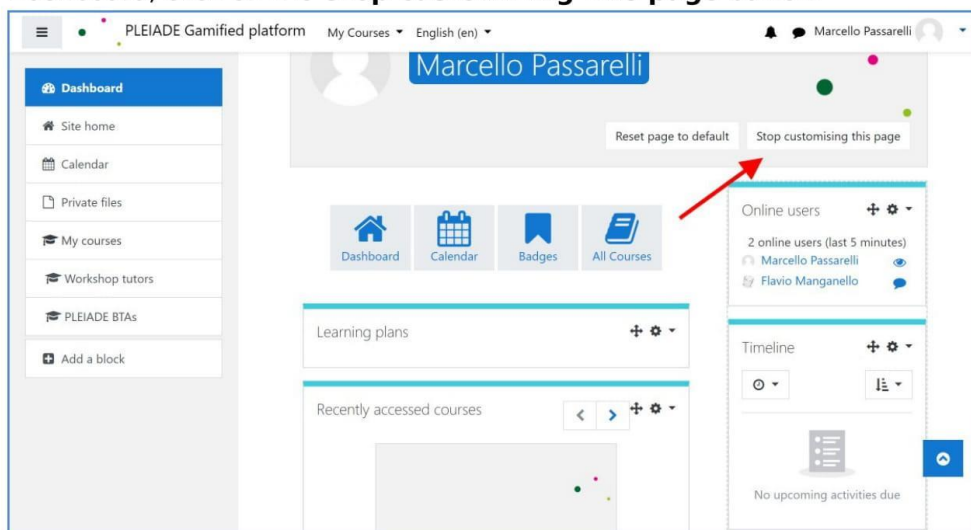 PLEIADE Gamified platform My Courses English (en) Marcello Passarelli
Marcello Passarelli
Reset page to default Stop customising this page
Dashboard
Site home
Calendar
Private files
My courses
Workshop tutors
PLEIADE BTAs
Add a block
Dashboard Calendar Badges All Courses
Learning plans
Recently accessed courses
Online users
2 online users (last 5 minutes)
Marcello Passarelli
Flavio Manganello
Timeline
No upcoming activities due